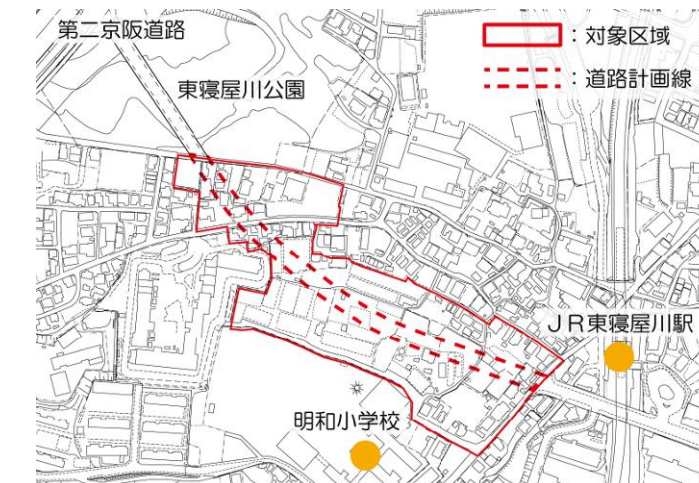 第二京阪道路
:対象区域
:道路計画線
東寝屋川公園
JR東寝屋川駅
明和小学校